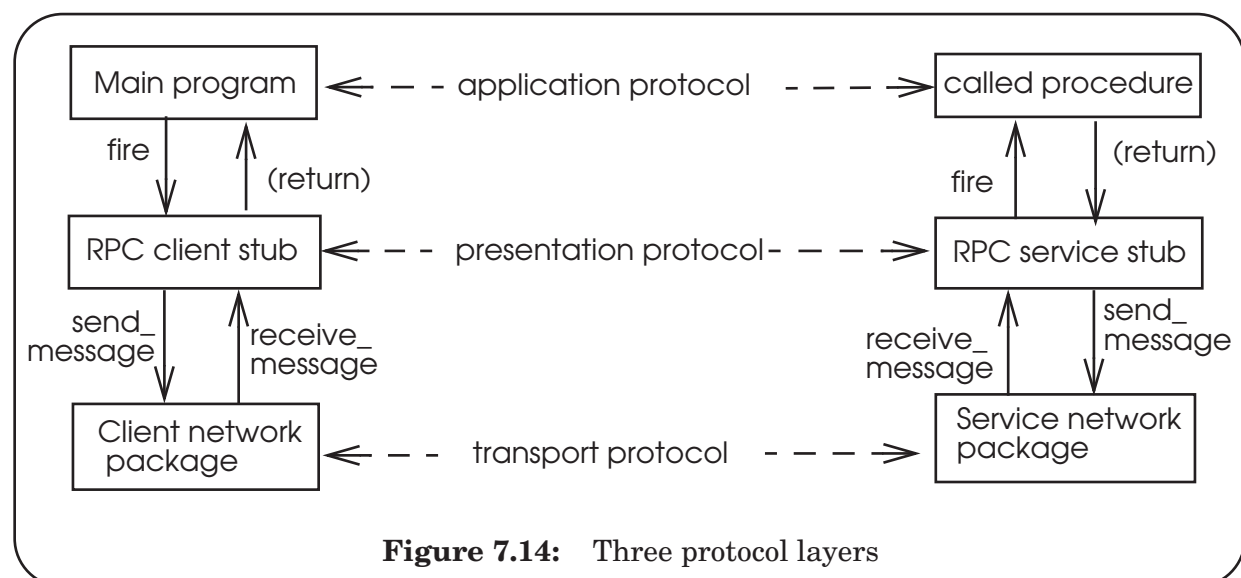 Main program
application protocol
called procedure
fire
(return)
fire
(return)
RPC client stub
presentation protocol
RPC service stub
send_
message
receive_
message
receive_
message
send_
message
Client network
package
transport protocol
Service network
package
Figure 7.14: Three protocol layers